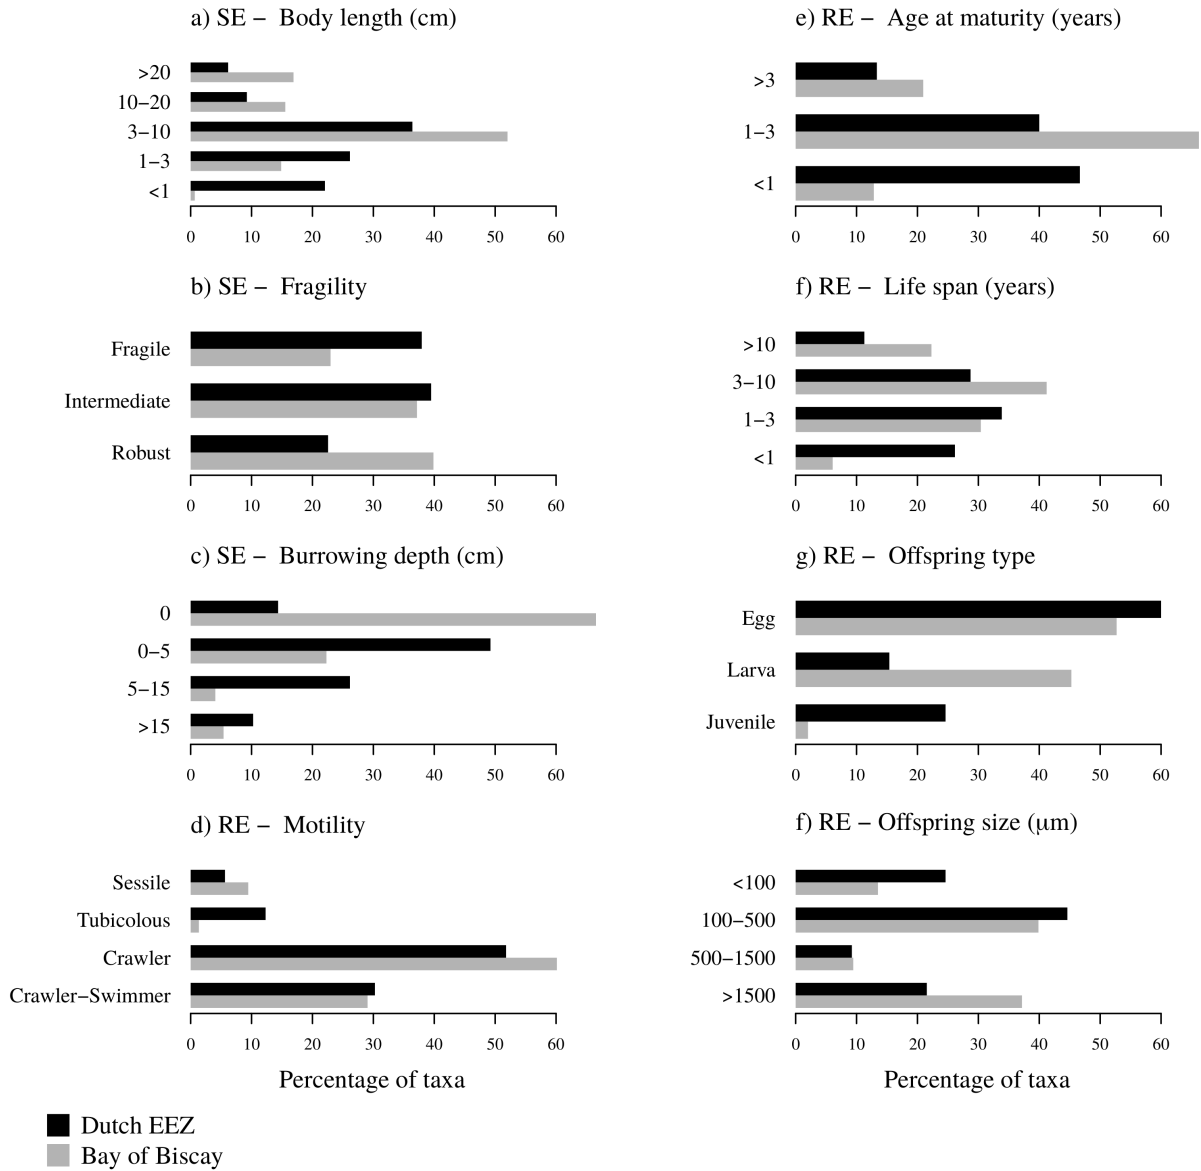 a) SE – Body length (cm)
>20
10–20
3–10
1–3
<1
0 10 20 30 40 50 60
b) SE – Fragility
Fragile
Intermediate
Robust
0 10 20 30 40 50 60
c) SE – Burrowing depth (cm)
0
0–5
5–15
>15
0 10 20 30 40 50 60
d) RE – Motility
Sessile
Tubicolous
Crawler
Crawler–Swimmer
0 10 20 30 40 50 60
Percentage of taxa
e) RE – Age at maturity (years)
>3
1–3
<1
0 10 20 30 40 50 60
f) RE – Life span (years)
>10
3–10
1–3
<1
0 10 20 30 40 50 60
g) RE – Offspring type
Egg
Larva
Juvenile
0 10 20 30 40 50 60
f) RE – Offspring size (μm)
<100
100–500
500–1500
>1500
0 10 20 30 40 50 60
Percentage of taxa
Dutch EEZ
Bay of Biscay